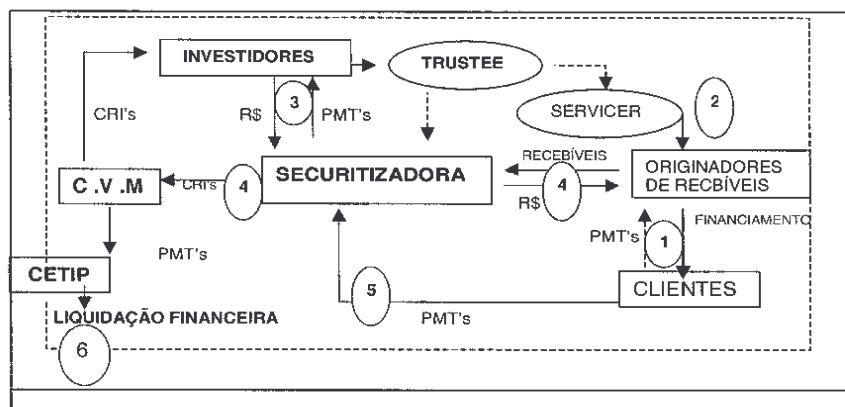 INVESTIDORES
TRUSTEE
CRI's
R$
3
PMT's
SERVICER
2
C .V .M
CRI's
4
SECURITIZADORA
RECEBÍVEIS
R$
4
ORIGINADORES
DE RECBÍVEIS
PMT's
1
FINANCIAMENTO
PMT's
CETIP
5
PMT's
CLIENTES
LIQUIDAÇÃO FINANCEIRA
6